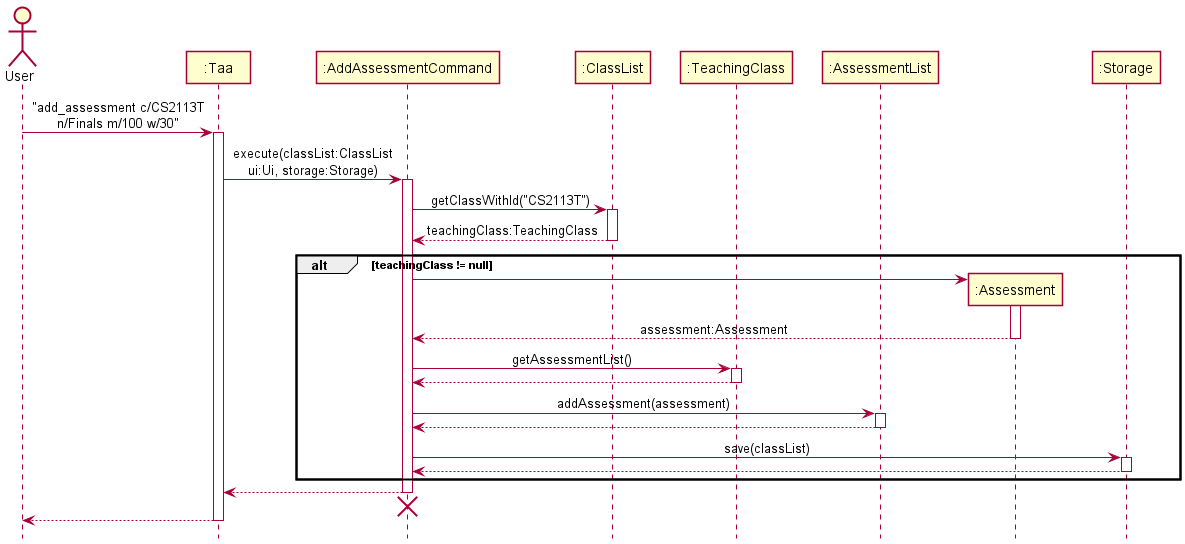 User
:Taa
:AddAssessmentCommand
:ClassList
:TeachingClass
:AssessmentList
:Storage
"add_assessment c/CS2113T
n/Finals m/100 w/30"
execute(classList:ClassList
ui:Ui, storage:Storage)
getClassWithId("CS2113T")
teachingClass:TeachingClass
alt
[teachingClass != null]
:Assessment
assessment:Assessment
getAssessmentList()
addAssessment(assessment)
save(classList)